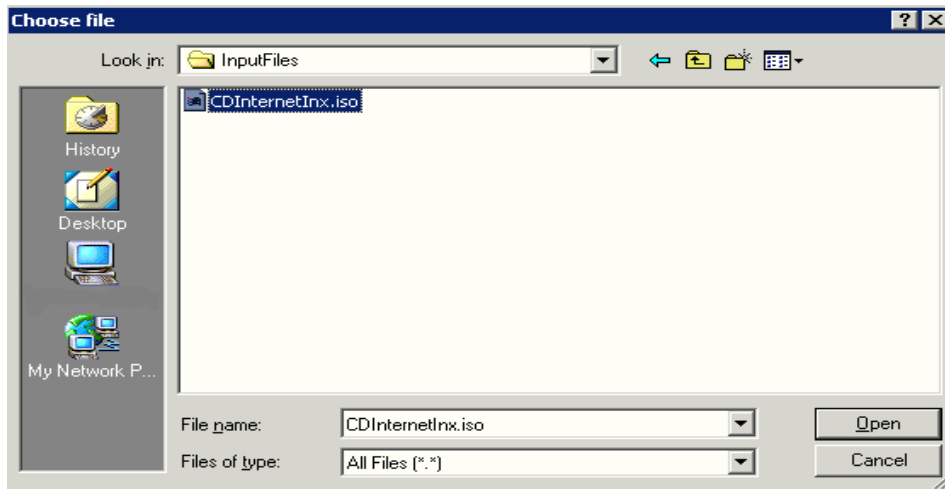 Choose file
Look in: InputFiles
CDInternetInx.iso
History
Desktop
My Network P...
File name: CDInternetInx.iso Open
Files of type: All Files (*.*) Cancel